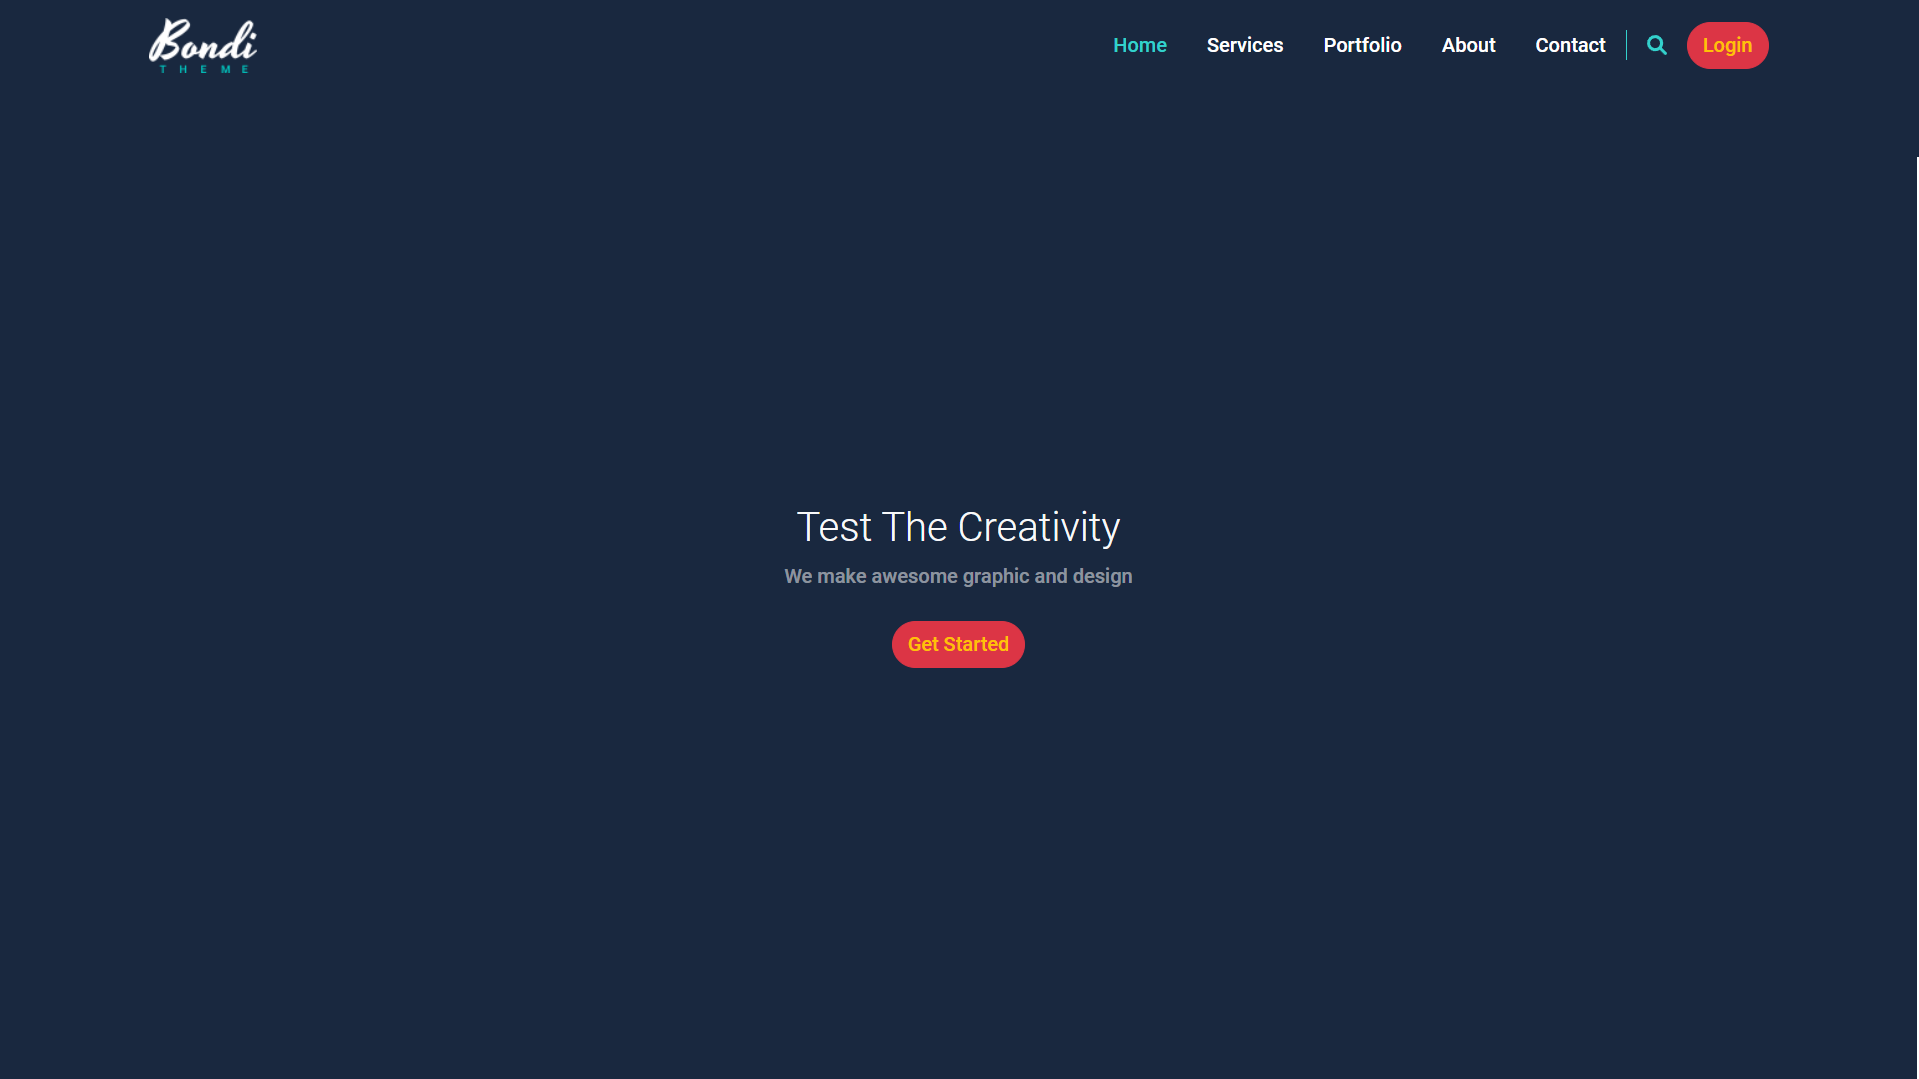 Bondi
THEME
Home Services Portfolio About Contact Login
Test The Creativity
We make awesome graphic and design
Get Started